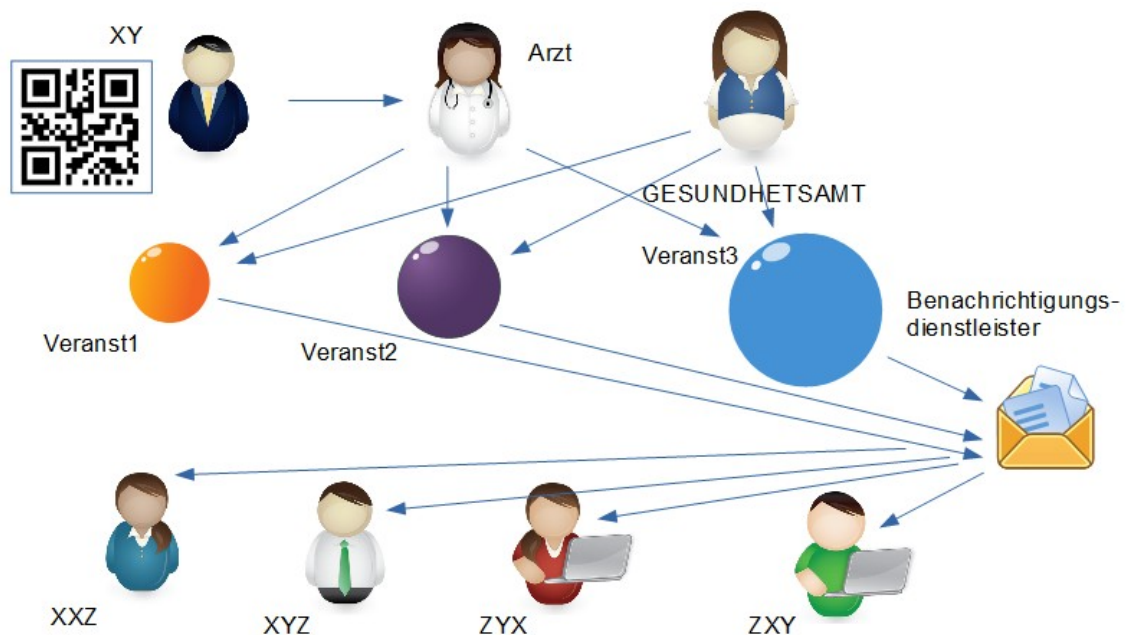 XY
Arzt
GESUNDHETSAMT
Veranst3
Benachrichtigungs-
dienstleister
Veranst1
Veranst2
XXZ
XYZ
ZYX
ZXY